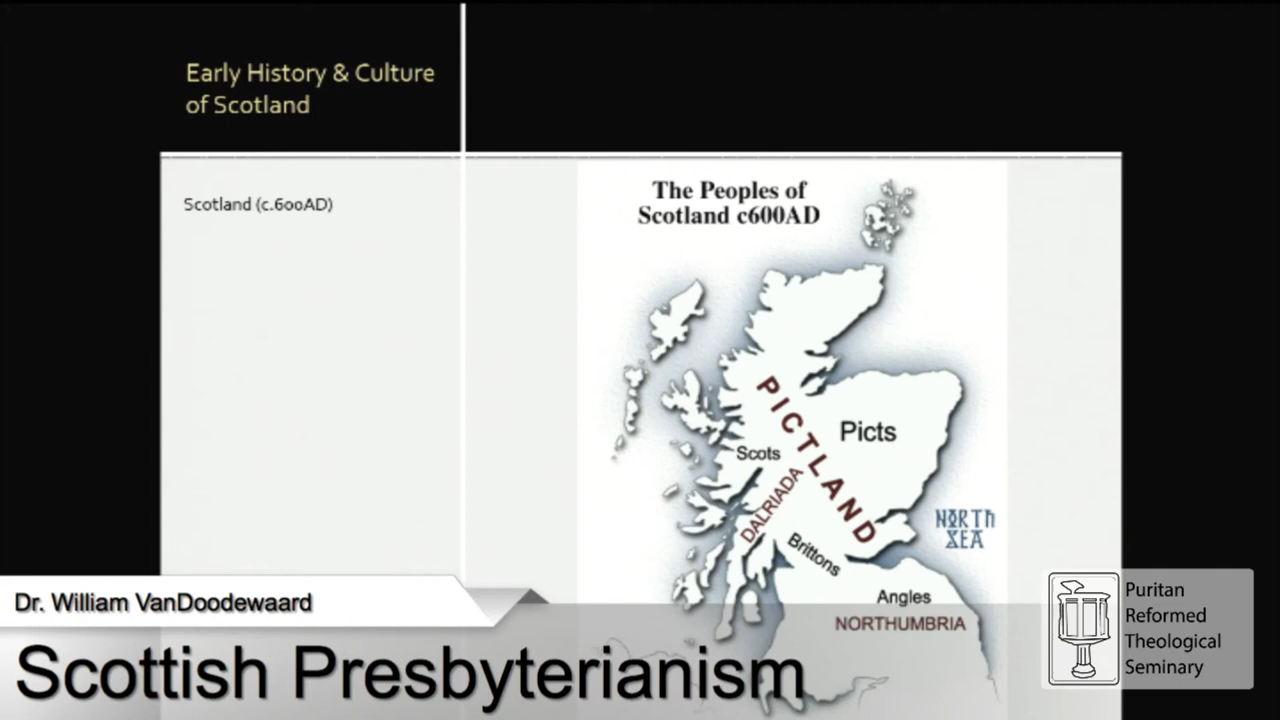 Early History & Culture
of Scotland
Scotland (c.600AD)
The Peoples of
Scotland c600AD
PICTLAND
Picts
Scots
DALRIADA
NORTH
SEA
Brittons
Angles
NORTHUMBRIA
Dr. William VanDoodewaard
Scottish Presbyterianism
Puritan
Reformed
Theological
Seminary